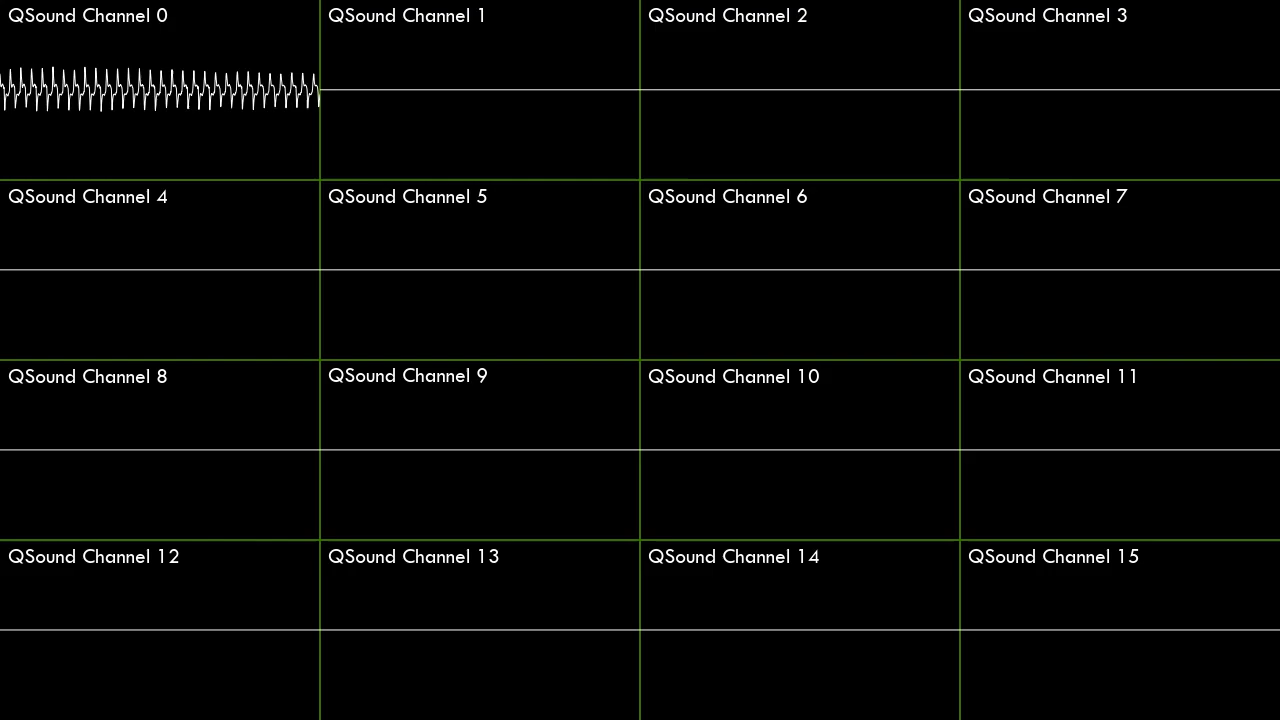 QSound Channel 0
QSound Channel 1
QSound Channel 2
QSound Channel 3
QSound Channel 4
QSound Channel 5
QSound Channel 6
QSound Channel 7
QSound Channel 8
QSound Channel 9
QSound Channel 10
QSound Channel 11
QSound Channel 12
QSound Channel 13
QSound Channel 14
QSound Channel 15